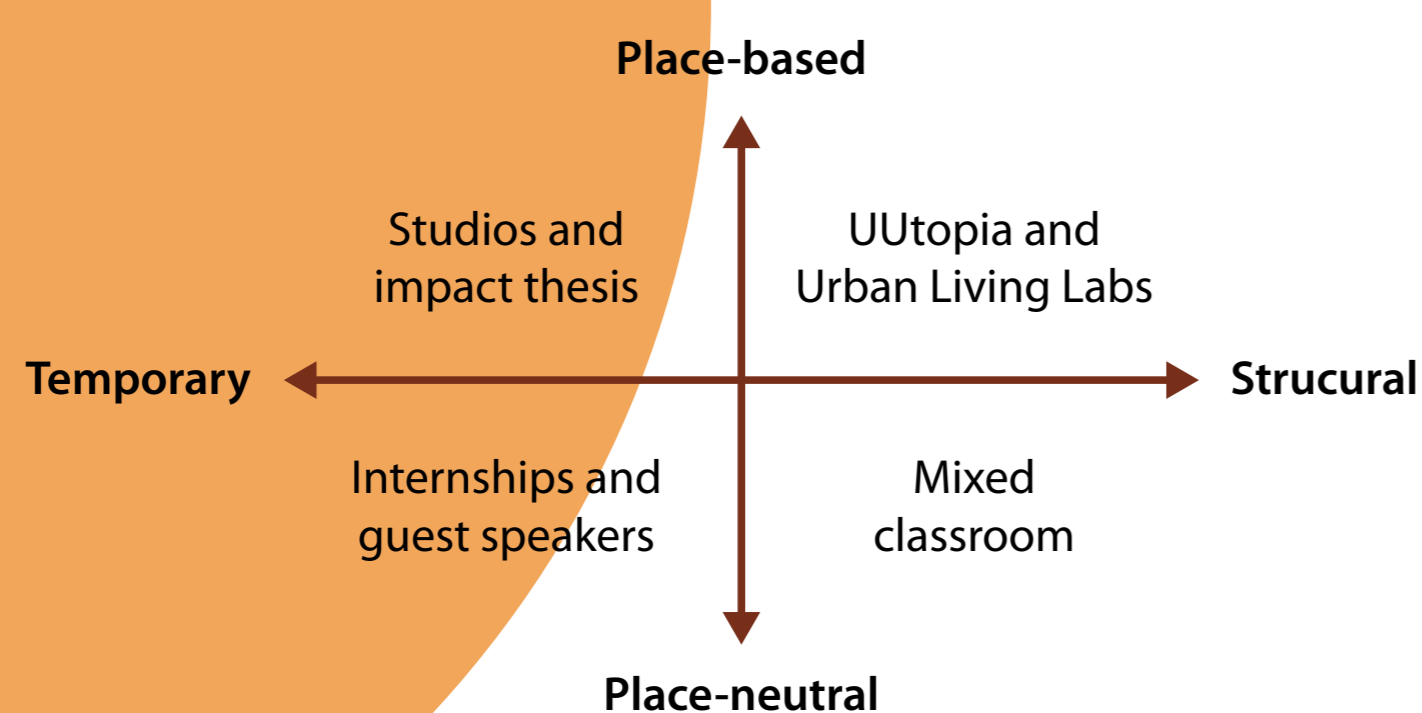 Place-based
Studios and
impact thesis
UUtopia and
Urban Living Labs
Temporary
Strucural
Internships and
guest speakers
Mixed
classroom
Place-neutral